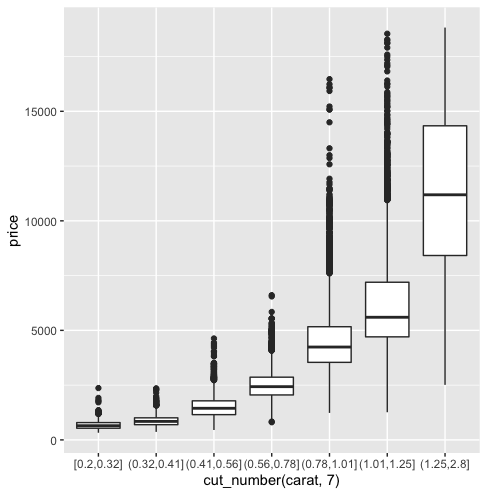 15000
10000
5000
0
price
[0.2,0.32] (0.32,0.41] (0.41,0.56] (0.56,0.78] (0.78,1.01] (1.01,1.25] (1.25,2.8]
cut_number(carat, 7)